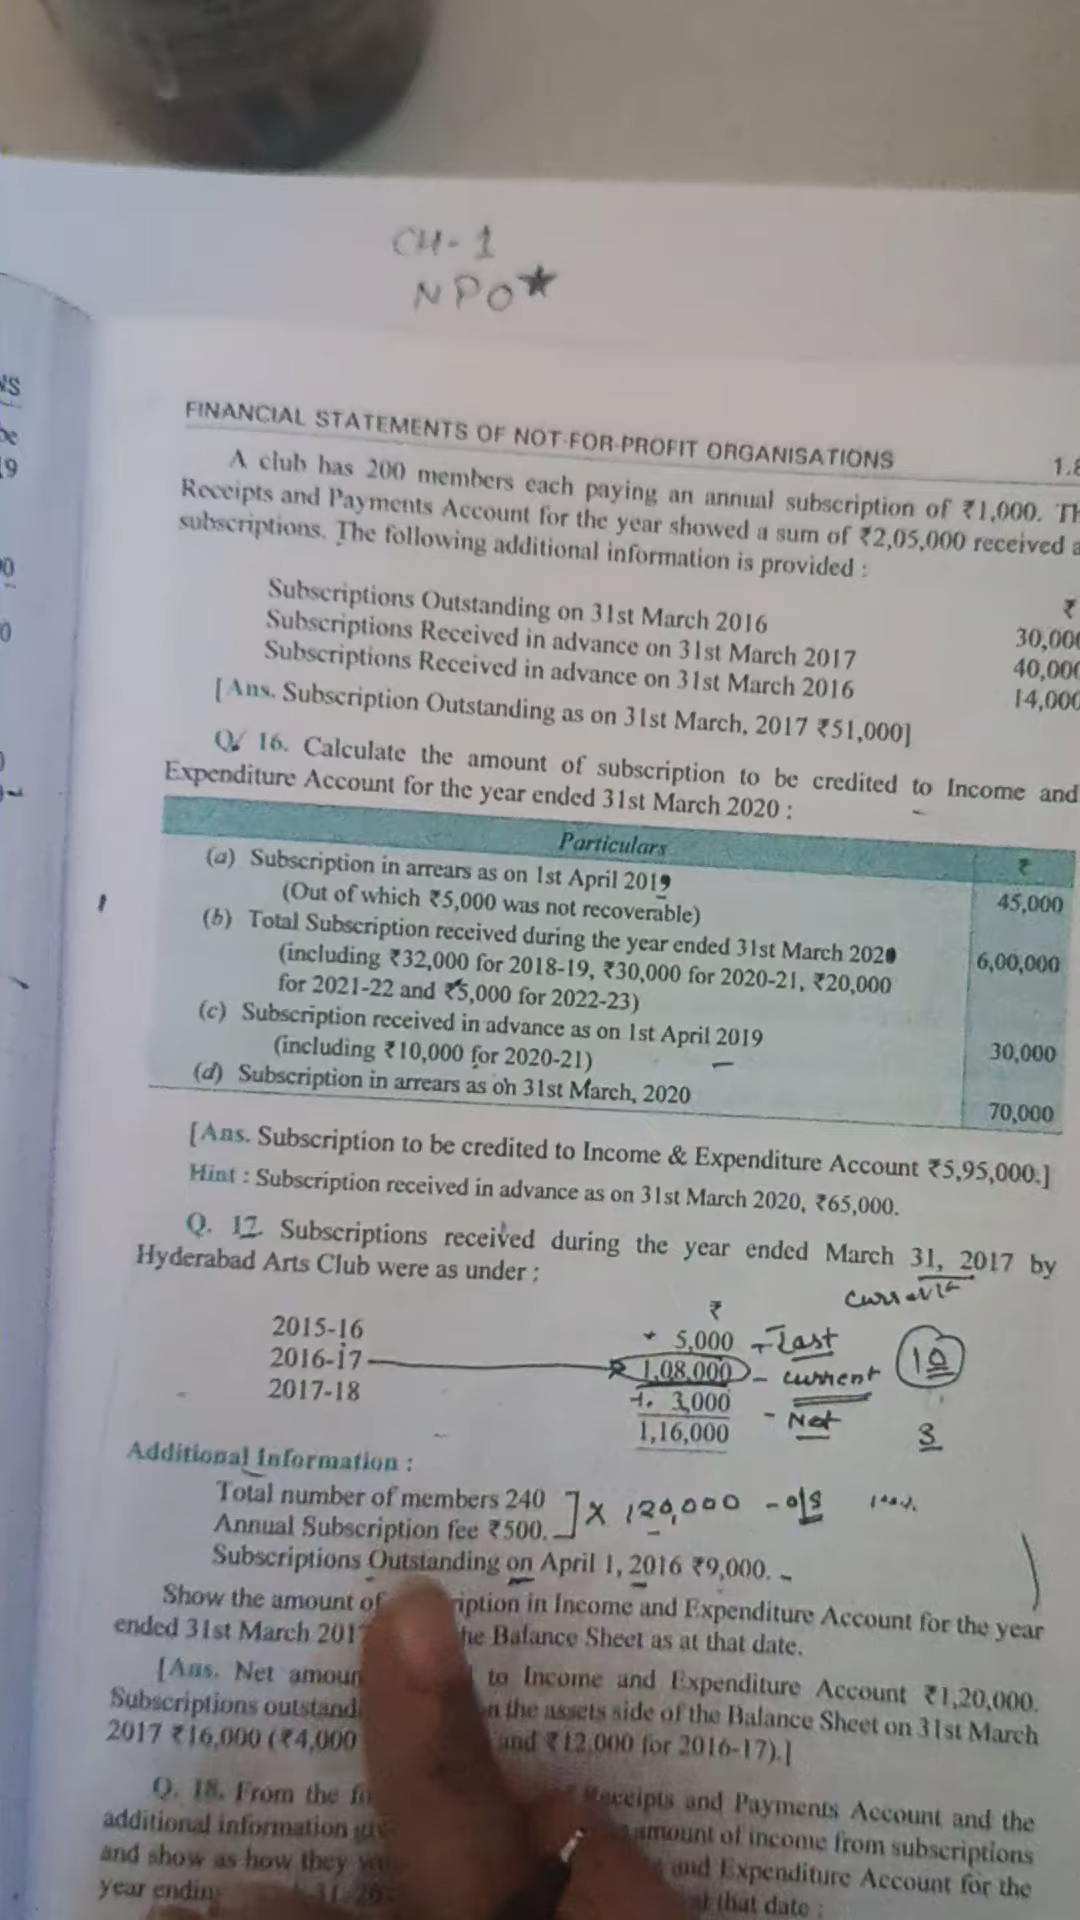 CH-1
NPO★
FINANCIAL STATEMENTS OF NOT-FOR-PROFIT ORGANISATIONS
A club has 200 members each paying an annual subscription of ₹1,000.
Receipts and Payments Account for the year showed a sum of ₹2,05,000 received
subscriptions. The following additional information is provided :
₹
Subscriptions Outstanding on 31st March 2016 30,00
Subscriptions Received in advance on 31st March 2017 40,00
Subscriptions Received in advance on 31st March 2016 14,00
[Ans. Subscription Outstanding as on 31st March, 2017 ₹51,000]
Q. 16. Calculate the amount of subscription to be credited to Income and
Expenditure Account for the year ended 31st March 2020 :
Particulars ₹
(a) Subscription in arrears as on 1st April 2019 45,000
(Out of which ₹5,000 was not recoverable)
(b) Total Subscription received during the year ended 31st March 2020 6,00,000
(including ₹32,000 for 2018-19, ₹30,000 for 2020-21, ₹20,000
for 2021-22 and ₹5,000 for 2022-23)
(c) Subscription received in advance as on 1st April 2019 30,000
(including ₹10,000 for 2020-21)
(d) Subscription in arrears as on 31st March, 2020 70,000
[Ans. Subscription to be credited to Income & Expenditure Account ₹5,95,000.]
Hint : Subscription received in advance as on 31st March 2020, ₹65,000.
Q. 17. Subscriptions received during the year ended March 31, 2017 by
Hyderabad Arts Club were as under :
₹
2015-16 + 5,000 - Last
2016-17 1,08,000 - current 10
2017-18 3,000 - Net
1,16,000 3
Additional Information :
Total number of members 240 ] × 120,000 - o/s
Annual Subscription fee ₹500.
Subscriptions Outstanding on April 1, 2016 ₹9,000.
Show the amount of in Income and Expenditure Account for the year
ended 31st March Balance Sheet as at that date.
[Ans. Net to Income and Expenditure Account ₹1,20,000.
Subscriptions the assets side of the Balance Sheet on 31st March
2017 ₹16,000 (₹4,000 and ₹12,000 for 2016-17).]
Q. 18. From the Receipts and Payments Account and the
additional information amount of income from subscriptions
and show as how they and Expenditure Account for the
year that date :